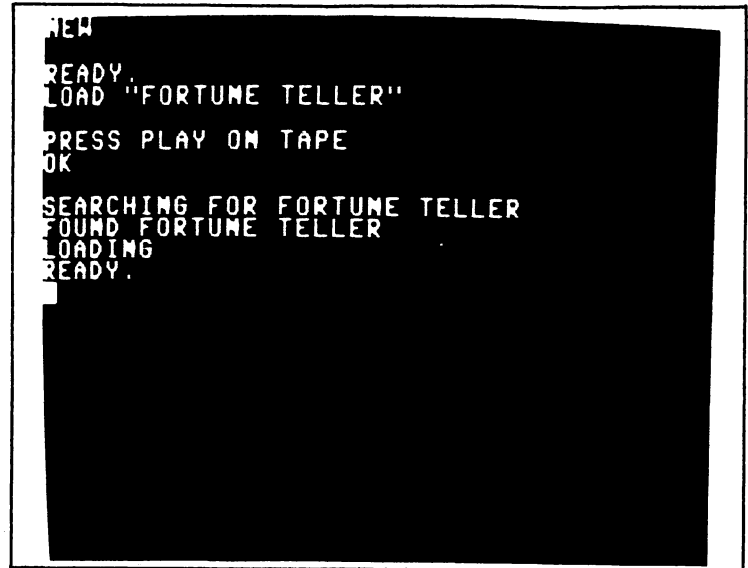 NEW
READY.
LOAD "FORTUNE TELLER"
PRESS PLAY ON TAPE
OK
SEARCHING FOR FORTUNE TELLER
FOUND FORTUNE TELLER
LOADING
READY.